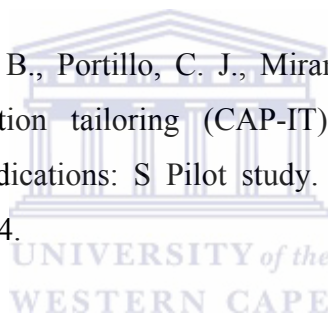 B., Portillo, C. J., Miran
tion tailoring (CAP-IT)
dications: S Pilot study.
4.
UNIVERSITY of the
WESTERN CAPE